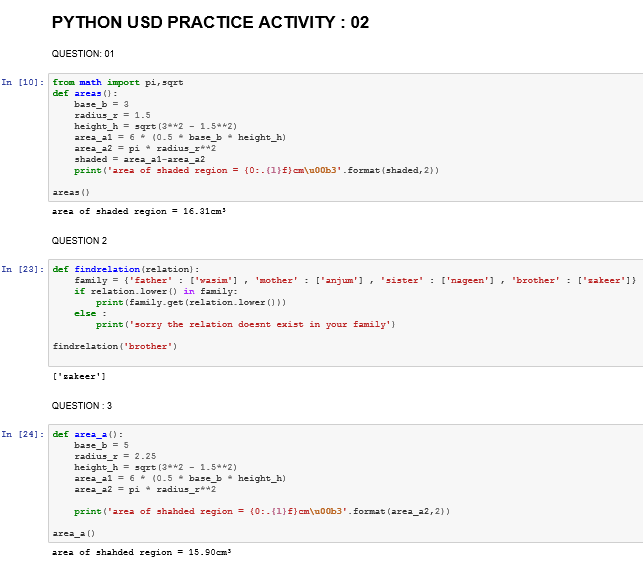 PYTHON USD PRACTICE ACTIVITY : 02
QUESTION: 01
In [10]: from math import pi,sqrt
def areas():
    base_b = 3
    radius_r = 1.5
    height_h = sqrt(3**2 - 1.5**2)
    area_a1 = 6 * (0.5 * base_b * height_h)
    area_a2 = pi * radius_r**2
    shaded = area_a1-area_a2
    print('area of shaded region = {0:.{1}f}cm\u00b3'.format(shaded,2))
areas()
area of shaded region = 16.31cm³
QUESTION 2
In [23]: def findrelation(relation):
    family = {'father' : ['wasim'] , 'mother' : ['anjum'] , 'sister' : ['nageen'] , 'brother' : ['zakeer']}
    if relation.lower() in family:
        print(family.get(relation.lower()))
    else :
        print('sorry the relation doesnt exist in your family')
findrelation('brother')
['zakeer']
QUESTION : 3
In [24]: def area_a():
    base_b = 5
    radius_r = 2.25
    height_h = sqrt(3**2 - 1.5**2)
    area_a1 = 6 * (0.5 * base_b * height_h)
    area_a2 = pi * radius_r**2
    print('area of shahded region = {0:.{1}f}cm\u00b3'.format(area_a2,2))
area_a()
area of shahded region = 15.90cm³